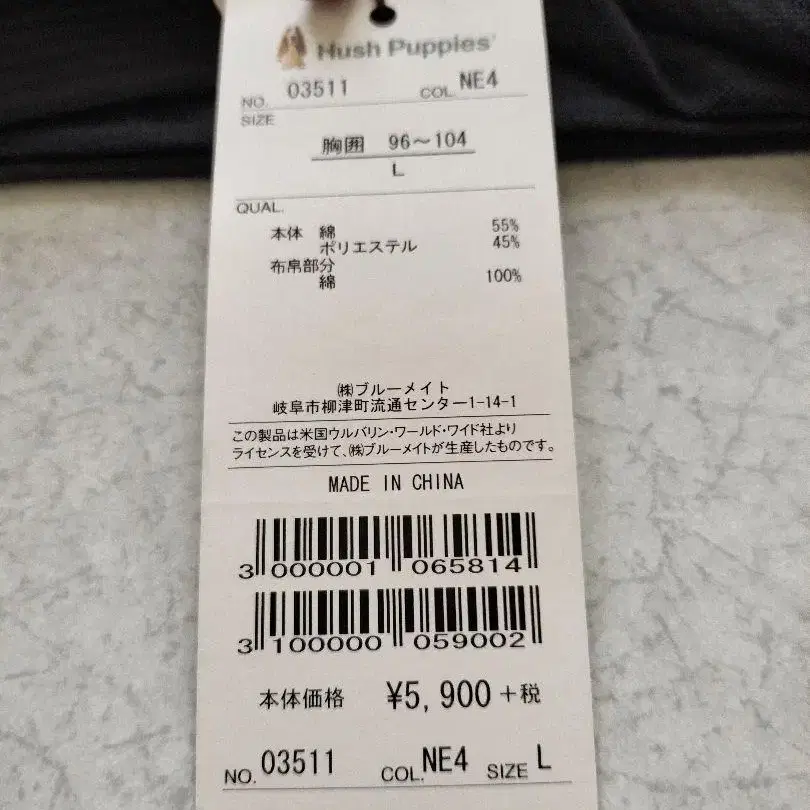 Hush Puppies
NO. 03511 COL. NE4
SIZE
胸囲 96～104
L
QUAL.
本体 綿 55%
ポリエステル 45%
布帛部分
綿 100%
㈱ブルーメイト
岐阜市柳津町流通センター1-14-1
この製品は米国ウルバリン・ワールド・ワイド社より
ライセンスを受けて、㈱ブルーメイトが生産したものです。
MADE IN CHINA
3 000001 065814
3 100000 059002
本体価格 ¥5,900+税
NO. 03511 COL. NE4 SIZE L